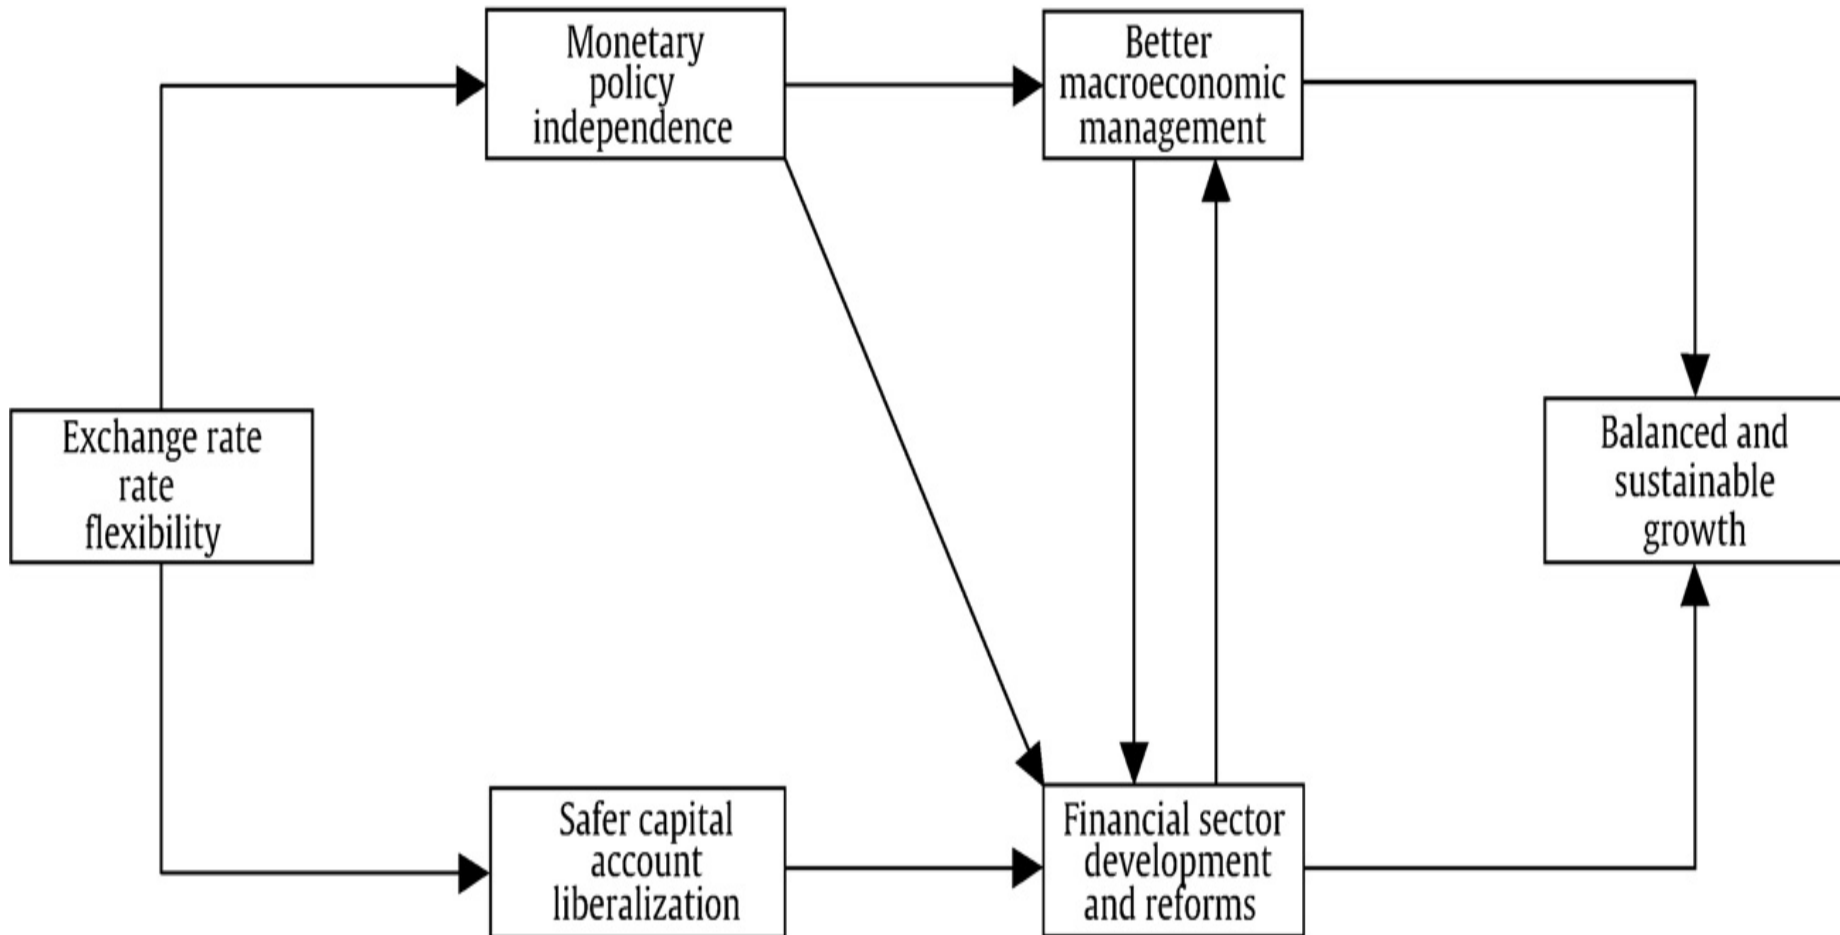 Monetary
policy
independence
Better
macroeconomic
management
Exchange rate
rate
flexibility
Balanced and
sustainable
growth
Safer capital
account
liberalization
Financial sector
development
and reforms